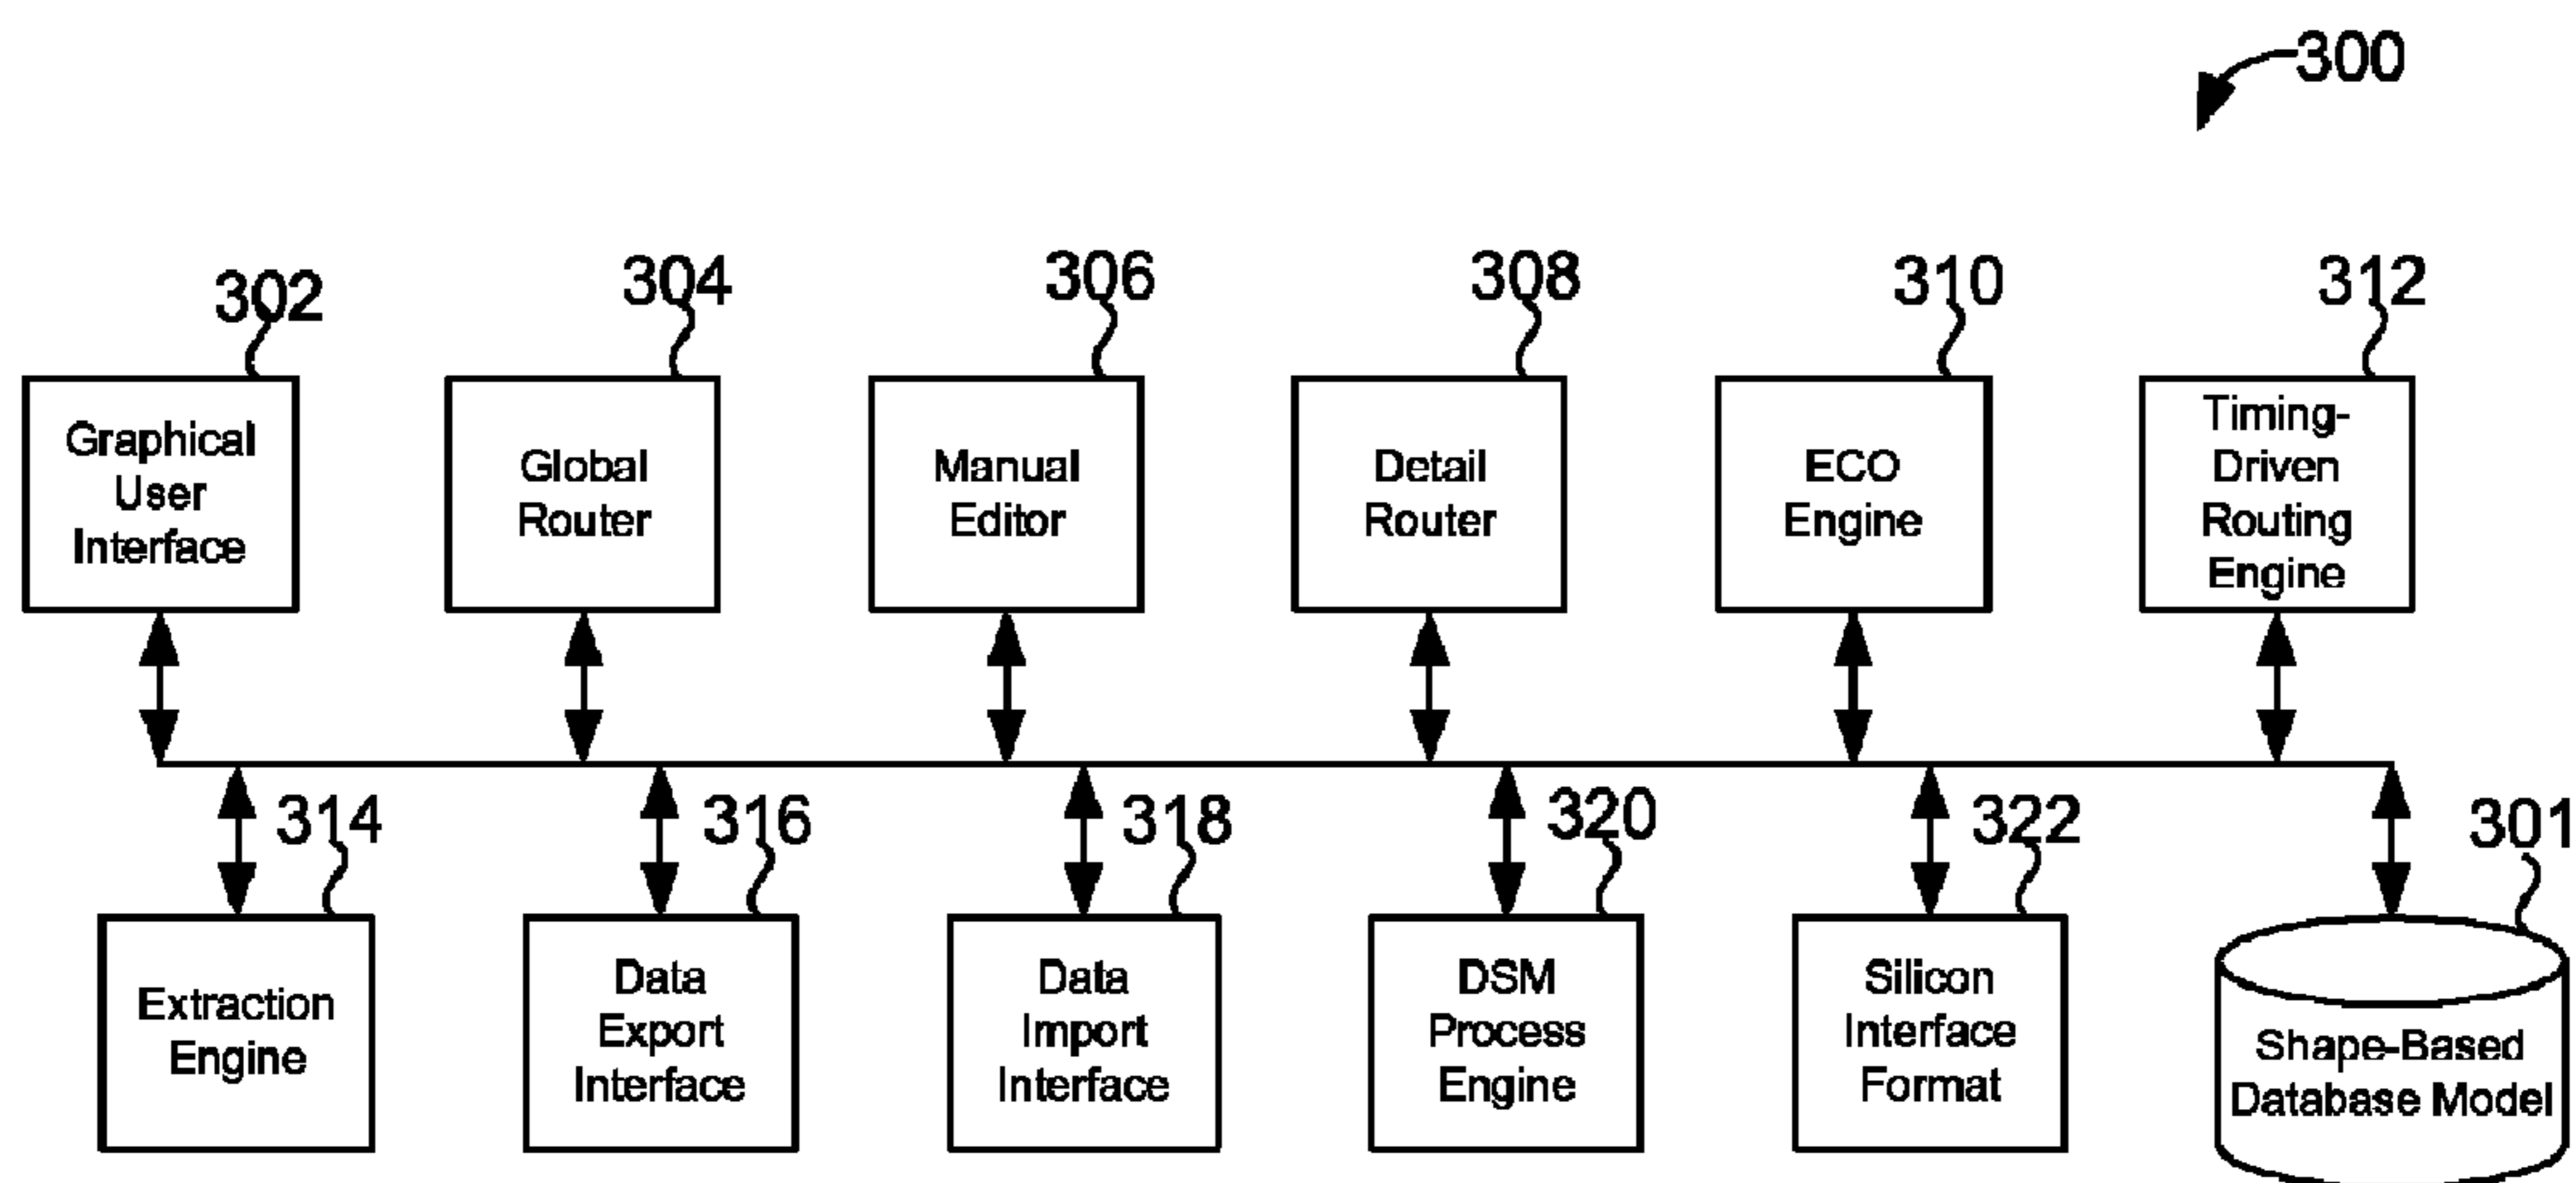 300
302
304
306
308
310
312
Graphical
User
Interface
Global
Router
Manual
Editor
Detail
Router
ECO
Engine
Timing-
Driven
Routing
Engine
314
316
318
320
322
301
Extraction
Engine
Data
Export
Interface
Data
Import
Interface
DSM
Process
Engine
Silicon
Interface
Format
Shape-Based
Database Model